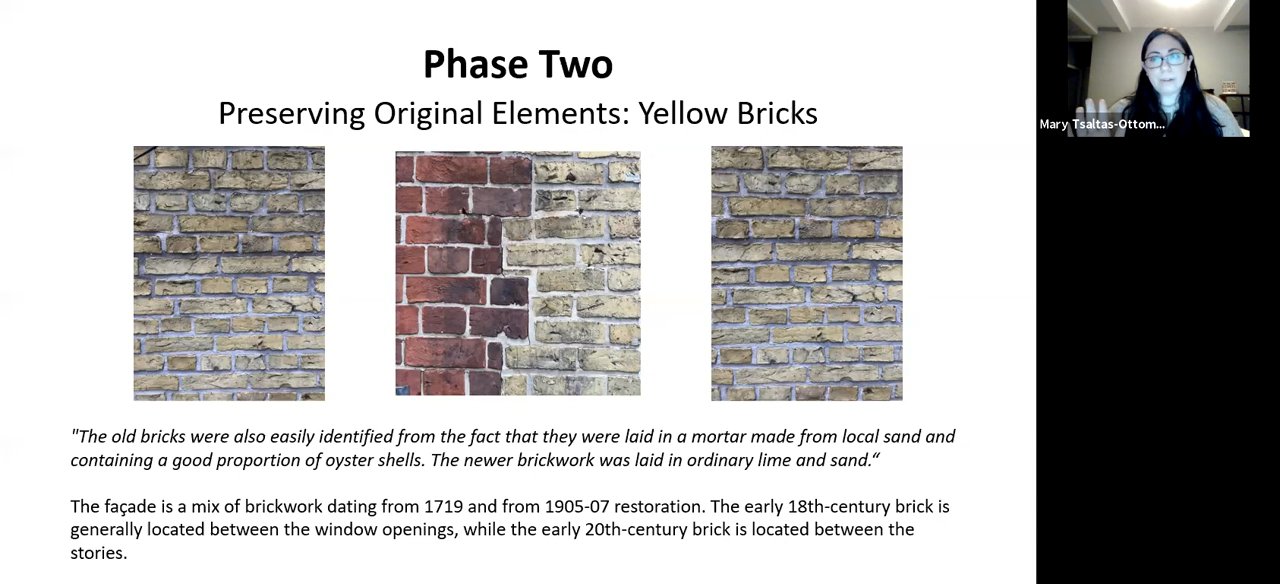 Phase Two
Preserving Original Elements: Yellow Bricks
Mary Tsaltas-Ottom...
"The old bricks were also easily identified from the fact that they were laid in a mortar made from local sand and
containing a good proportion of oyster shells. The newer brickwork was laid in ordinary lime and sand.“
The façade is a mix of brickwork dating from 1719 and from 1905-07 restoration. The early 18th-century brick is
generally located between the window openings, while the early 20th-century brick is located between the
stories.